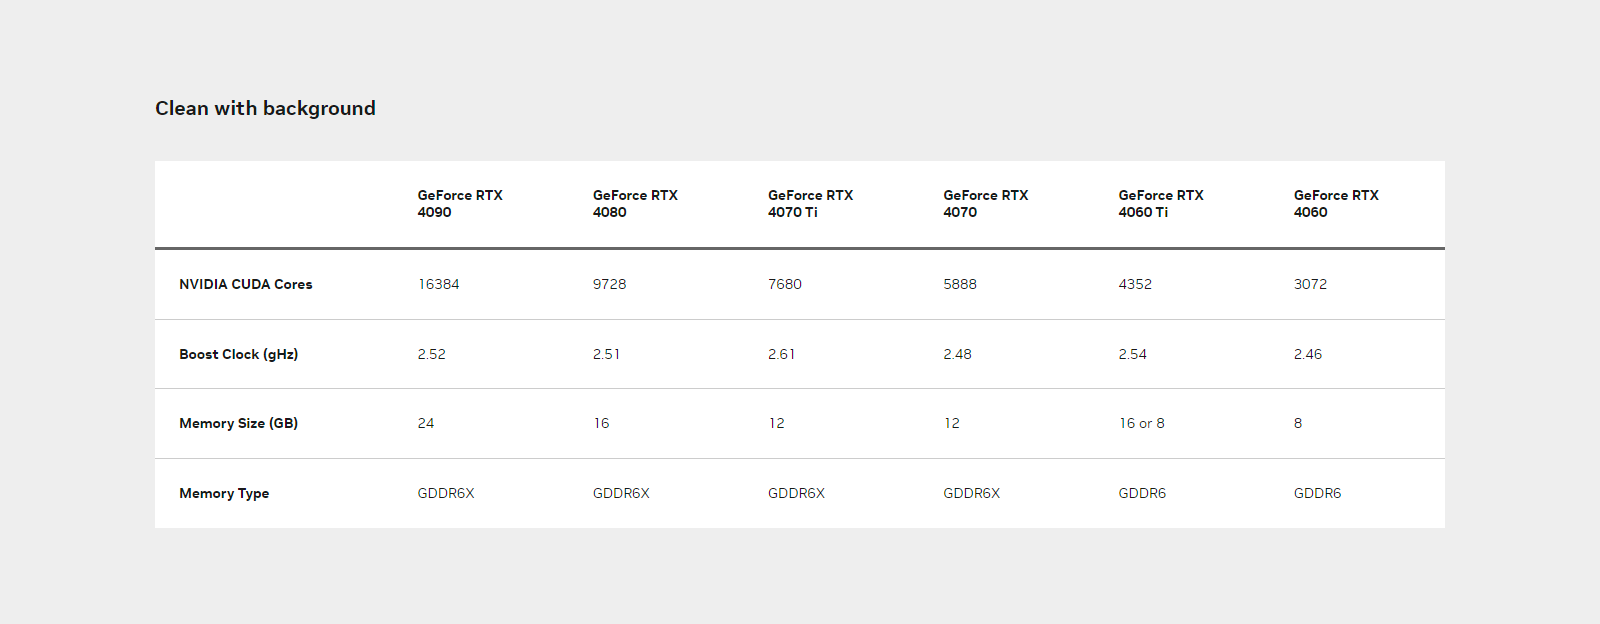 Clean with background
GeForce RTX 4090 GeForce RTX 4080 GeForce RTX 4070 Ti GeForce RTX 4070 GeForce RTX 4060 Ti GeForce RTX 4060
NVIDIA CUDA Cores 16384 9728 7680 5888 4352 3072
Boost Clock (gHz) 2.52 2.51 2.61 2.48 2.54 2.46
Memory Size (GB) 24 16 12 12 16 or 8 8
Memory Type GDDR6X GDDR6X GDDR6X GDDR6X GDDR6 GDDR6